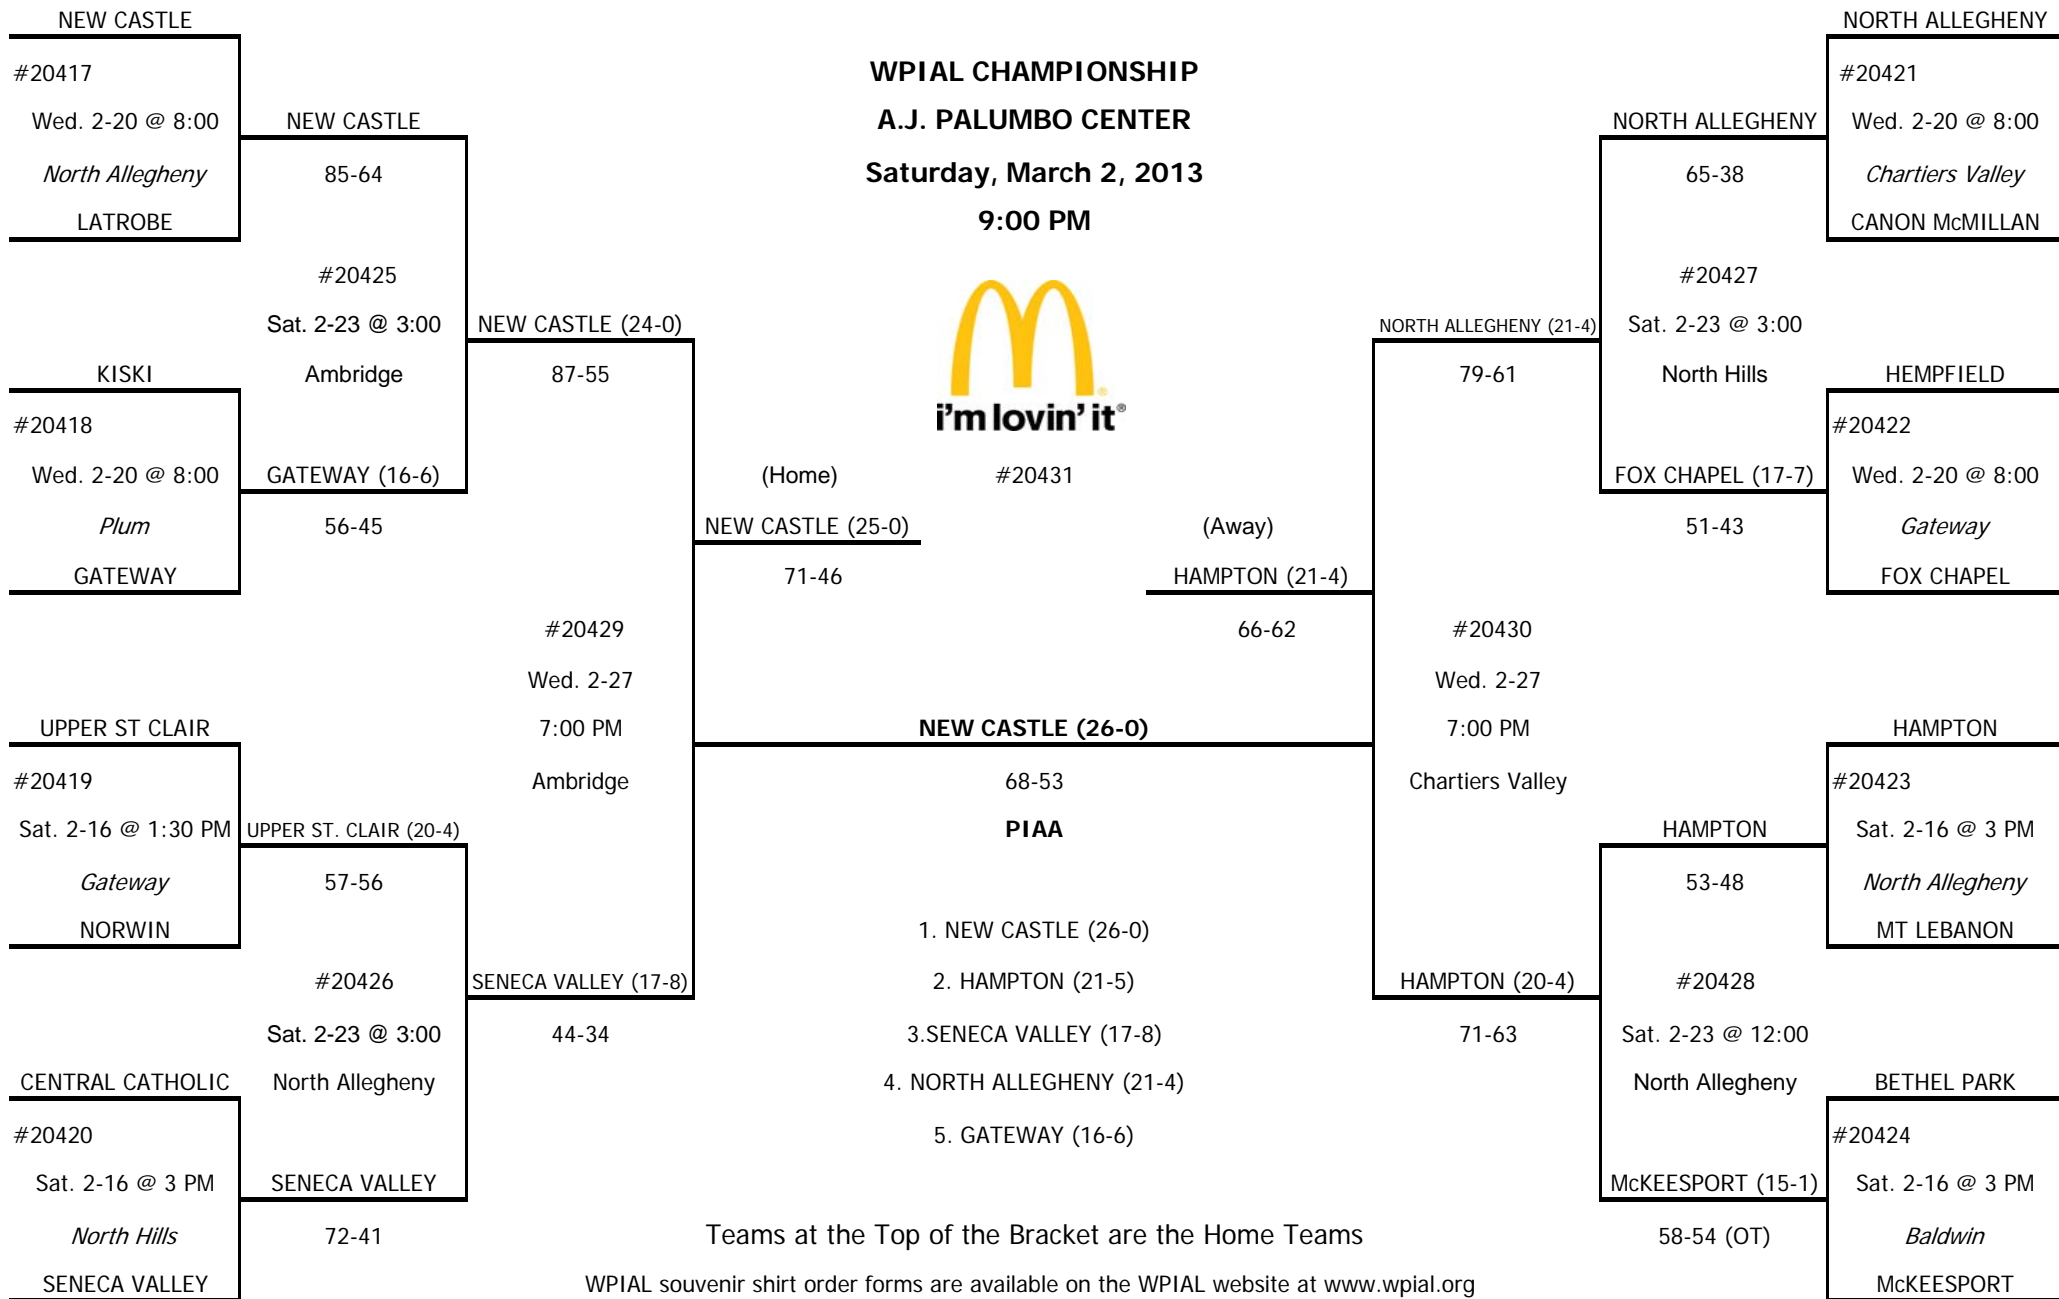 NEW CASTLE
#20417
Wed. 2-20 @ 8:00
North Allegheny
LATROBE
KISKI
#20418
Wed. 2-20 @ 8:00
Plum
GATEWAY
UPPER ST CLAIR
#20419
Sat. 2-16 @ 1:30 PM
Gateway
NORWIN
CENTRAL CATHOLIC
#20420
Sat. 2-16 @ 3 PM
North Hills
SENECA VALLEY
NEW CASTLE
85-64
#20425
Sat. 2-23 @ 3:00
Ambridge
GATEWAY (16-6)
56-45
UPPER ST. CLAIR (20-4)
57-56
#20426
Sat. 2-23 @ 3:00
North Allegheny
SENECA VALLEY
72-41
NEW CASTLE (24-0)
87-55
#20429
Wed. 2-27
7:00 PM
Ambridge
SENECA VALLEY (17-8)
44-34
WPIAL CHAMPIONSHIP
A.J. PALUMBO CENTER
Saturday, March 2, 2013
9:00 PM
i'm lovin' it®
(Home)
#20431
NEW CASTLE (25-0)
71-46
(Away)
HAMPTON (21-4)
66-62
NEW CASTLE (26-0)
68-53
PIAA
1. NEW CASTLE (26-0)
2. HAMPTON (21-5)
3.SENECA VALLEY (17-8)
4. NORTH ALLEGHENY (21-4)
5. GATEWAY (16-6)
NORTH ALLEGHENY (21-4)
79-61
#20430
Wed. 2-27
7:00 PM
Chartiers Valley
HAMPTON (20-4)
71-63
NORTH ALLEGHENY
65-38
#20427
Sat. 2-23 @ 3:00
North Hills
FOX CHAPEL (17-7)
51-43
HAMPTON
53-48
#20428
Sat. 2-23 @ 12:00
North Allegheny
McKEESPORT (15-1)
58-54 (OT)
NORTH ALLEGHENY
#20421
Wed. 2-20 @ 8:00
Chartiers Valley
CANON McMILLAN
HEMPFIELD
#20422
Wed. 2-20 @ 8:00
Gateway
FOX CHAPEL
HAMPTON
#20423
Sat. 2-16 @ 3 PM
North Allegheny
MT LEBANON
BETHEL PARK
#20424
Sat. 2-16 @ 3 PM
Baldwin
McKEESPORT
Teams at the Top of the Bracket are the Home Teams
WPIAL souvenir shirt order forms are available on the WPIAL website at www.wpial.org